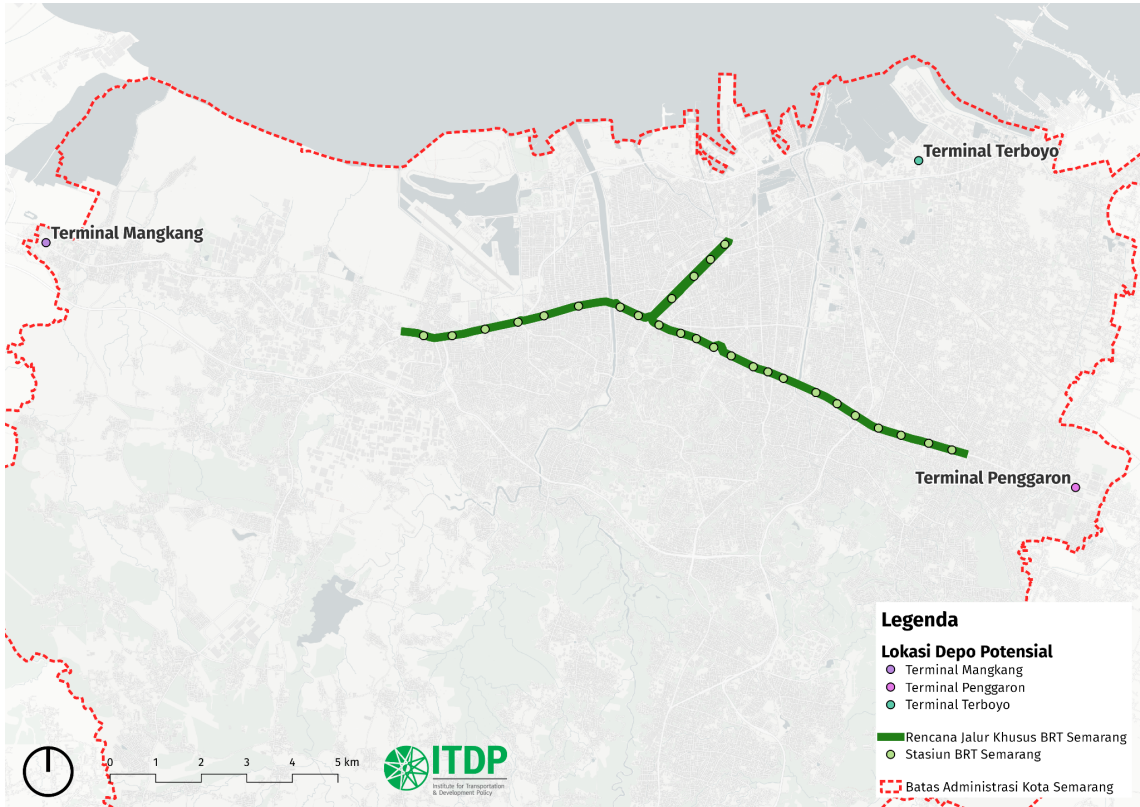 Terminal Terboyo
Terminal Mangkang
Terminal Penggaron
Legenda
Lokasi Depo Potensial
Terminal Mangkang
Terminal Penggaron
Terminal Terboyo
Rencana Jalur Khusus BRT Semarang
Stasiun BRT Semarang
Batas Administrasi Kota Semarang
0 1 2 3 4 5 km
ITDP
Institute for Transportation
& Development Policy